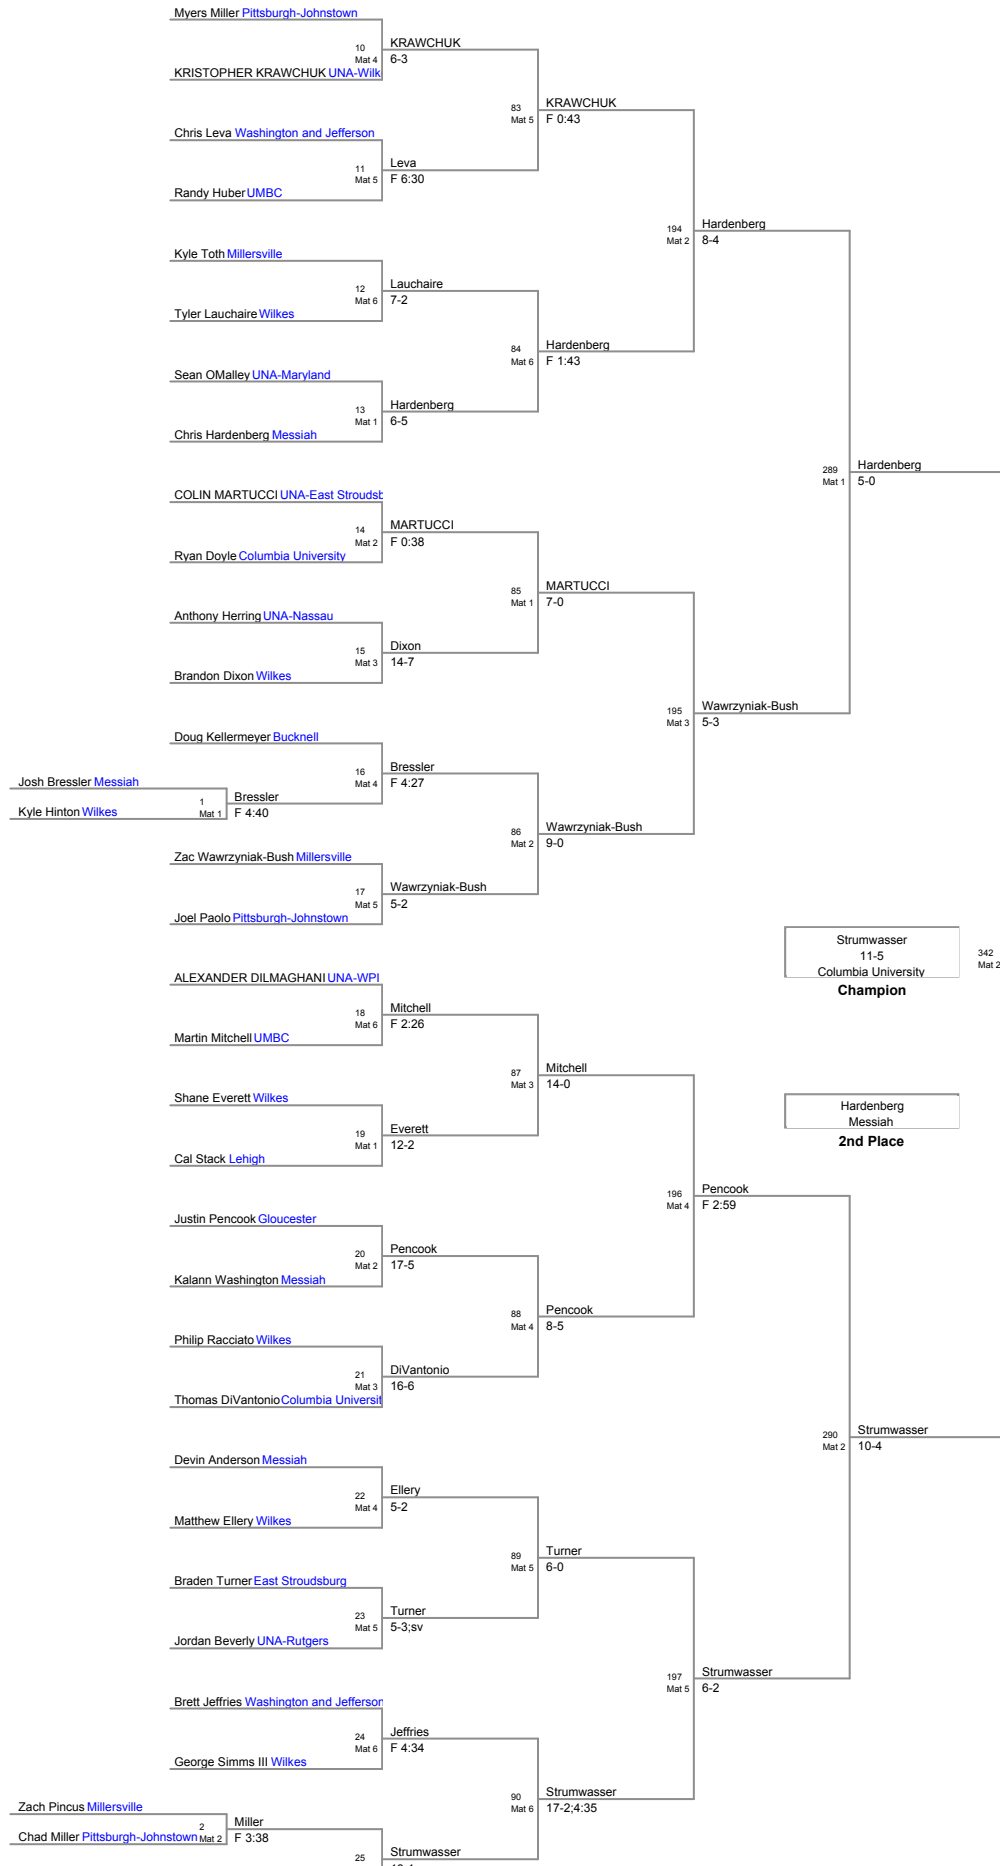 Myers Miller Pittsburgh-Johnstown
10
Mat 4
KRAWCHUK
6-3
KRISTOPHER KRAWCHUK UNA-Wilk
83
Mat 5
KRAWCHUK
F 0:43
Chris Leva Washington and Jefferson
11
Mat 5
Leva
F 6:30
Randy Huber UMBC
194
Mat 2
Hardenberg
8-4
Kyle Toth Millersville
12
Mat 6
Lauchaire
7-2
Tyler Lauchaire Wilkes
84
Mat 6
Hardenberg
F 1:43
Sean OMalley UNA-Maryland
13
Mat 1
Hardenberg
6-5
Chris Hardenberg Messiah
289
Mat 1
Hardenberg
5-0
COLIN MARTUCCI UNA-East Stroudsb
14
Mat 2
MARTUCCI
F 0:38
Ryan Doyle Columbia University
85
Mat 1
MARTUCCI
7-0
Anthony Herring UNA-Nassau
15
Mat 3
Dixon
14-7
Brandon Dixon Wilkes
195
Mat 3
Wawrzyniak-Bush
5-3
Doug Kellermeyer Bucknell
16
Mat 4
Bressler
F 4:27
Josh Bressler Messiah
1
Mat 1
Bressler
F 4:40
Kyle Hinton Wilkes
86
Mat 2
Wawrzyniak-Bush
9-0
Zac Wawrzyniak-Bush Millersville
17
Mat 5
Wawrzyniak-Bush
5-2
Joel Paolo Pittsburgh-Johnstown
Strumwasser
11-5
Columbia University
Champion
342
Mat 2
ALEXANDER DILMAGHANI UNA-WPI
18
Mat 6
Mitchell
F 2:26
Martin Mitchell UMBC
87
Mat 3
Mitchell
14-0
Shane Everett Wilkes
19
Mat 1
Everett
12-2
Cal Stack Lehigh
Hardenberg
Messiah
2nd Place
196
Mat 4
Pencook
F 2:59
Justin Pencook Gloucester
20
Mat 2
Pencook
17-5
Kalann Washington Messiah
88
Mat 4
Pencook
8-5
Philip Racciato Wilkes
21
Mat 3
DiVantonio
16-6
Thomas DiVantonio Columbia Universit
290
Mat 2
Strumwasser
10-4
Devin Anderson Messiah
22
Mat 4
Ellery
5-2
Matthew Ellery Wilkes
89
Mat 5
Turner
6-0
Braden Turner East Stroudsburg
23
Mat 5
Turner
5-3;sv
Jordan Beverly UNA-Rutgers
197
Mat 5
Strumwasser
6-2
Brett Jeffries Washington and Jefferson
24
Mat 6
Jeffries
F 4:34
George Simms III Wilkes
90
Mat 6
Strumwasser
17-2;4:35
Zach Pincus Millersville
2
Mat 2
Miller
F 3:38
Chad Miller Pittsburgh-Johnstown
25
Strumwasser